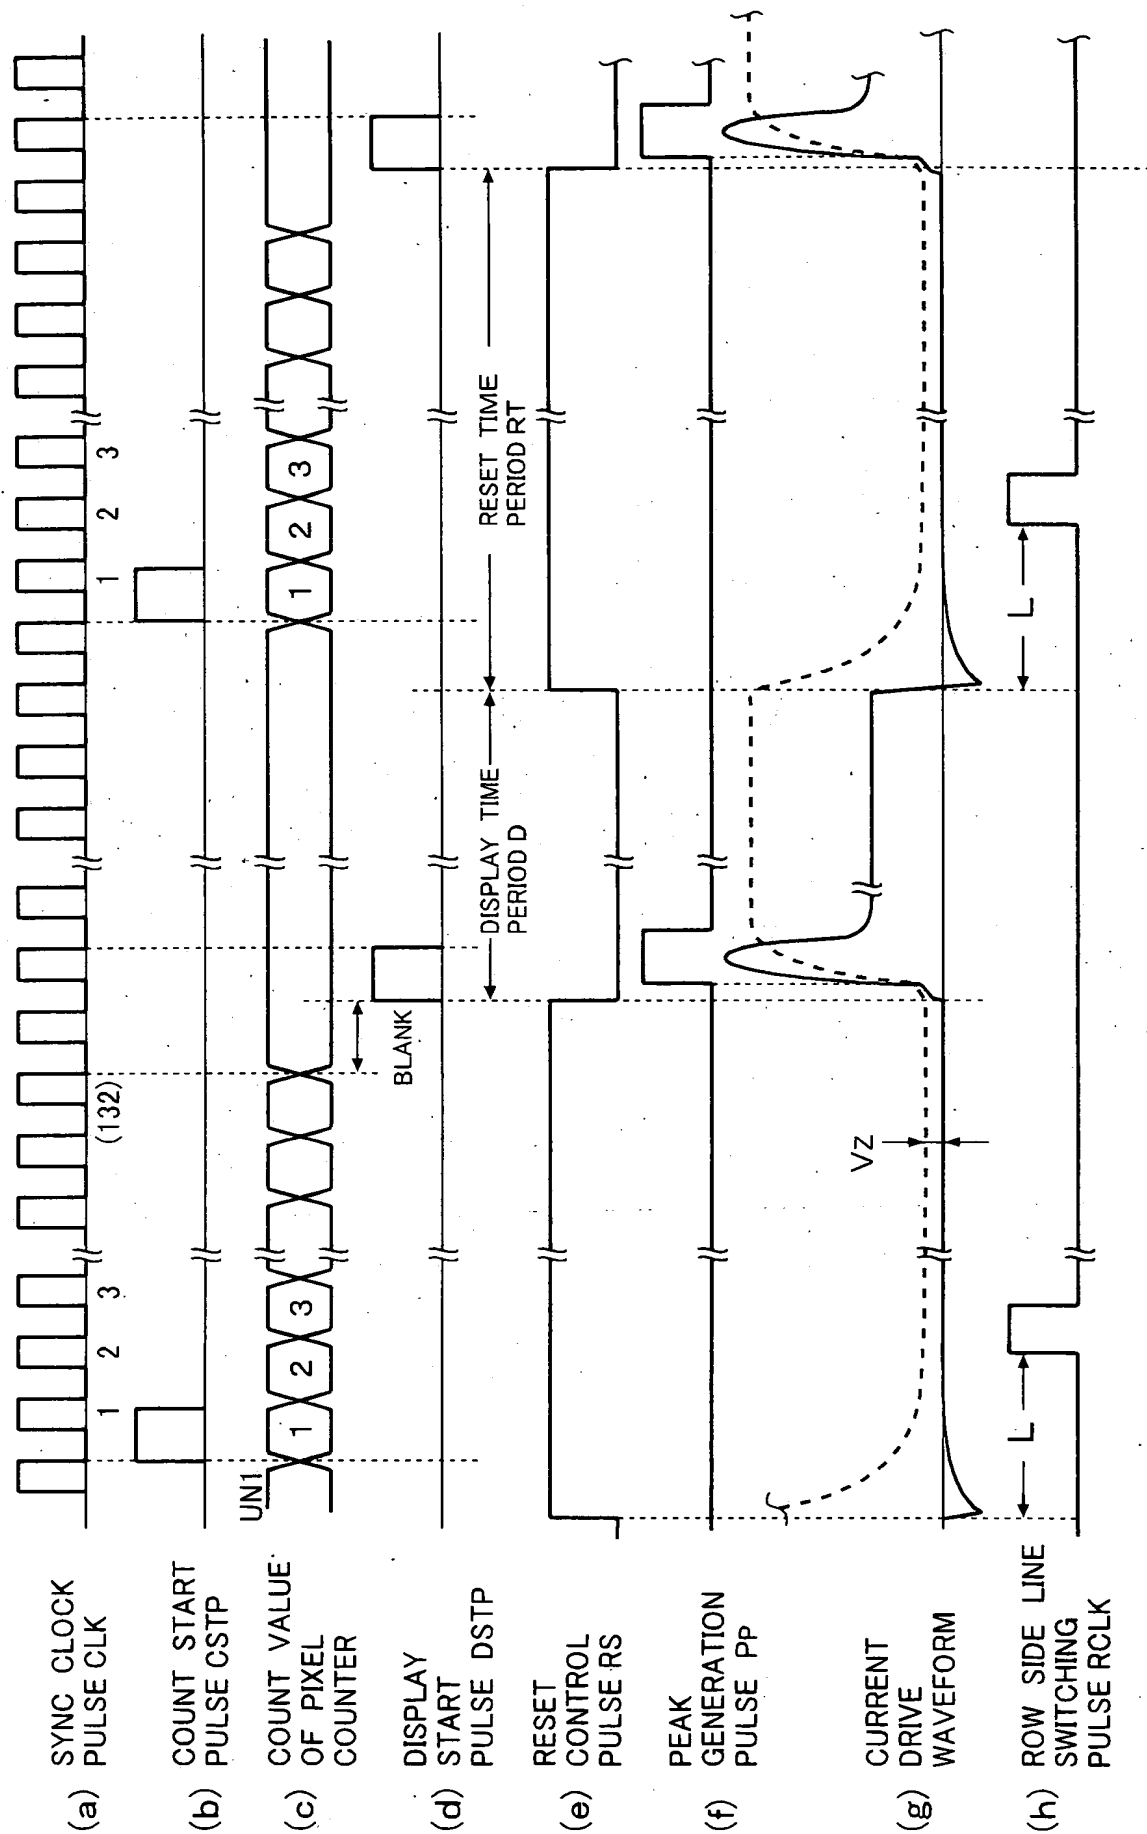 (a) SYNC CLOCK
PULSE CLK
1 2 3 (132) 1 2 3
(b) COUNT START
PULSE CSTP
(c) COUNT VALUE
OF PIXEL
COUNTER
UN1
1 2 3 1 2 3
BLANK
(d) DISPLAY
START
PULSE DSTP
DISPLAY TIME
PERIOD D
RESET TIME
PERIOD RT
(e) RESET
CONTROL
PULSE RS
(f) PEAK
GENERATION
PULSE PP
(g) CURRENT
DRIVE
WAVEFORM
VZ
(h) ROW SIDE LINE
SWITCHING
PULSE RCLK
L L